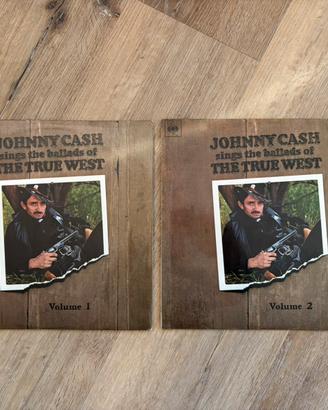 JOHNNY CASH
sings the ballads of
THE TRUE WEST
Volume 1
CBS
JOHNNY CASH
sings the ballads of
THE TRUE WEST
Volume 2